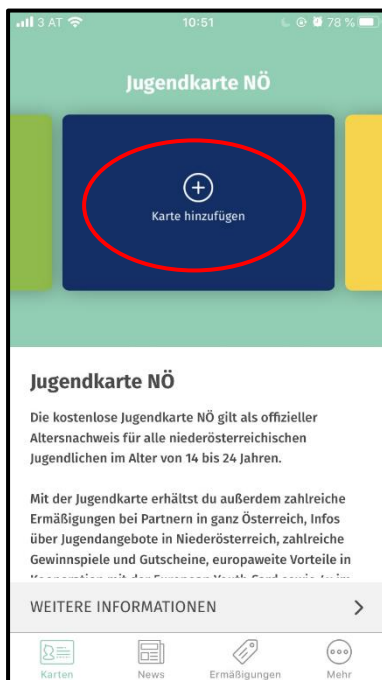 3 AT 10:51 78 %
Jugendkarte NÖ
Karte hinzufügen
Jugendkarte NÖ
Die kostenlose Jugendkarte NÖ gilt als offizieller
Altersnachweis für alle niederösterreichischen
Jugendlichen im Alter von 14 bis 24 Jahren.
Mit der Jugendkarte erhältst du außerdem zahlreiche
Ermäßigungen bei Partnern in ganz Österreich, Infos
über Jugendangebote in Niederösterreich, zahlreiche
Gewinnspiele und Gutscheine, europaweite Vorteile in
WEITERE INFORMATIONEN
Karten News Ermäßigungen Mehr